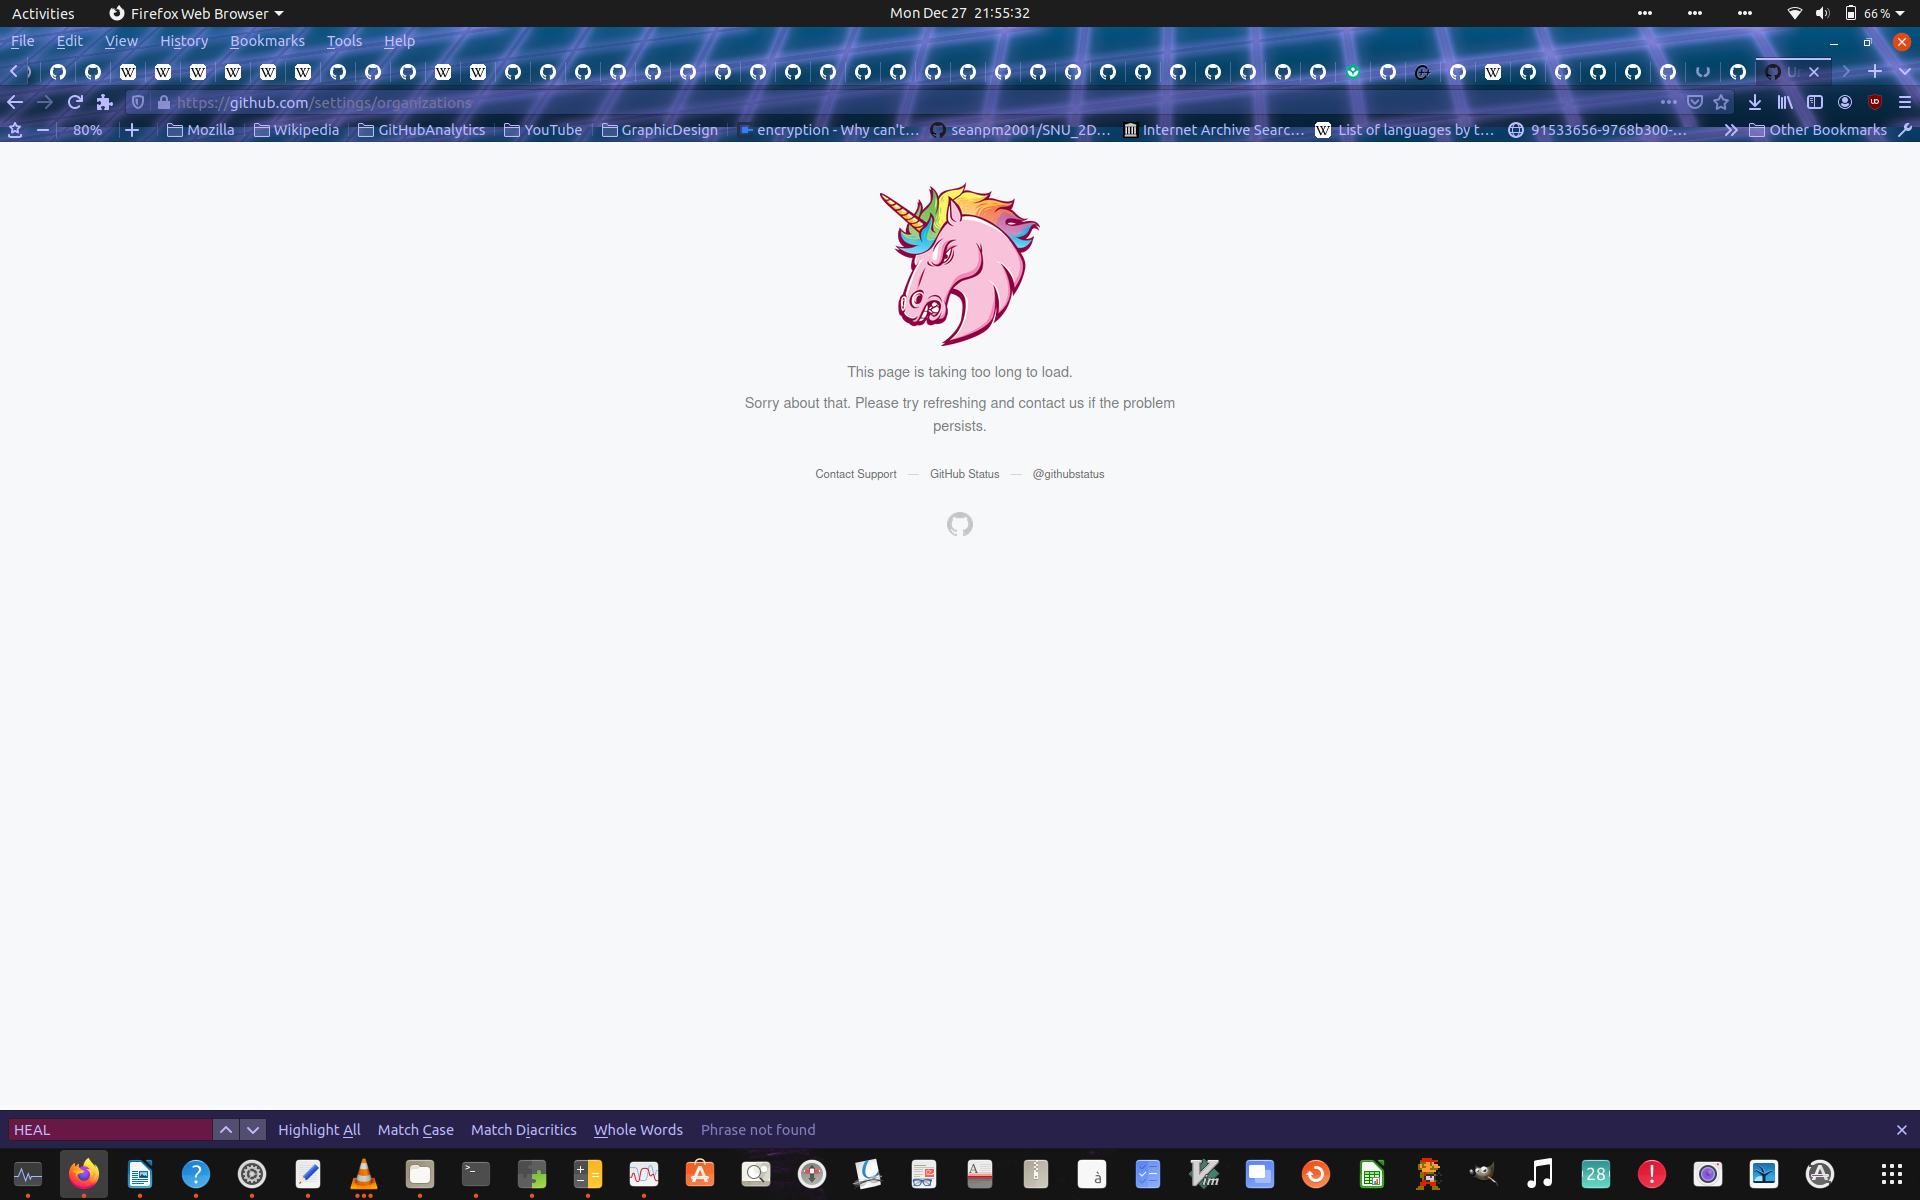 Activities Firefox Web Browser Mon Dec 27 21:55:32 66 %
File Edit View History Bookmarks Tools Help
https://github.com/settings/organizations
80% Mozilla Wikipedia GitHubAnalytics YouTube GraphicDesign encryption - Why can't… seanpm2001/SNU_2D… Internet Archive Searc… List of languages by t… 91533656-9768b300-… Other Bookmarks
This page is taking too long to load.
Sorry about that. Please try refreshing and contact us if the problem
persists.
Contact Support — GitHub Status — @githubstatus
HEAL Highlight All Match Case Match Diacritics Whole Words Phrase not found
28